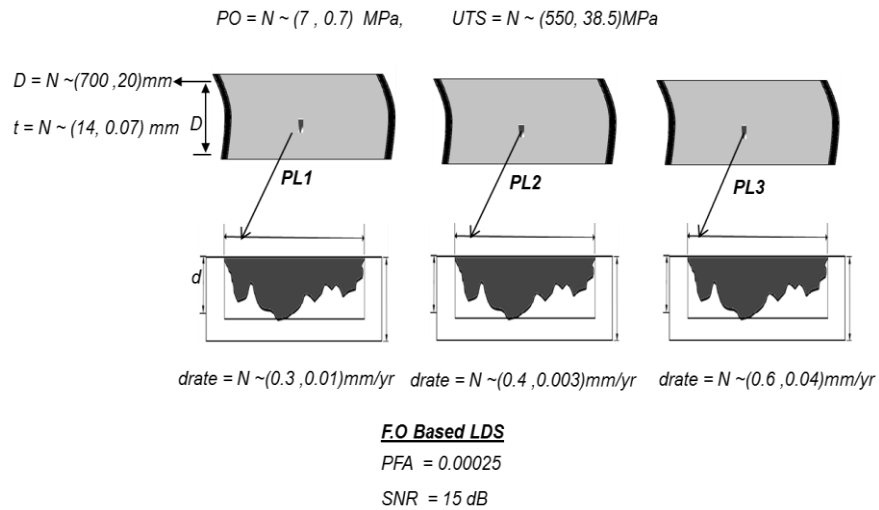 PO = N ~ (7 , 0.7) MPa, UTS = N ~ (550, 38.5)MPa
D = N ~(700 ,20)mm
t = N ~ (14, 0.07) mm
D
PL1
PL2
PL3
d
drate = N ~(0.3 ,0.01)mm/yr
drate = N ~(0.4 ,0.003)mm/yr
drate = N ~(0.6 ,0.04)mm/yr
F.O Based LDS
PFA = 0.00025
SNR = 15 dB